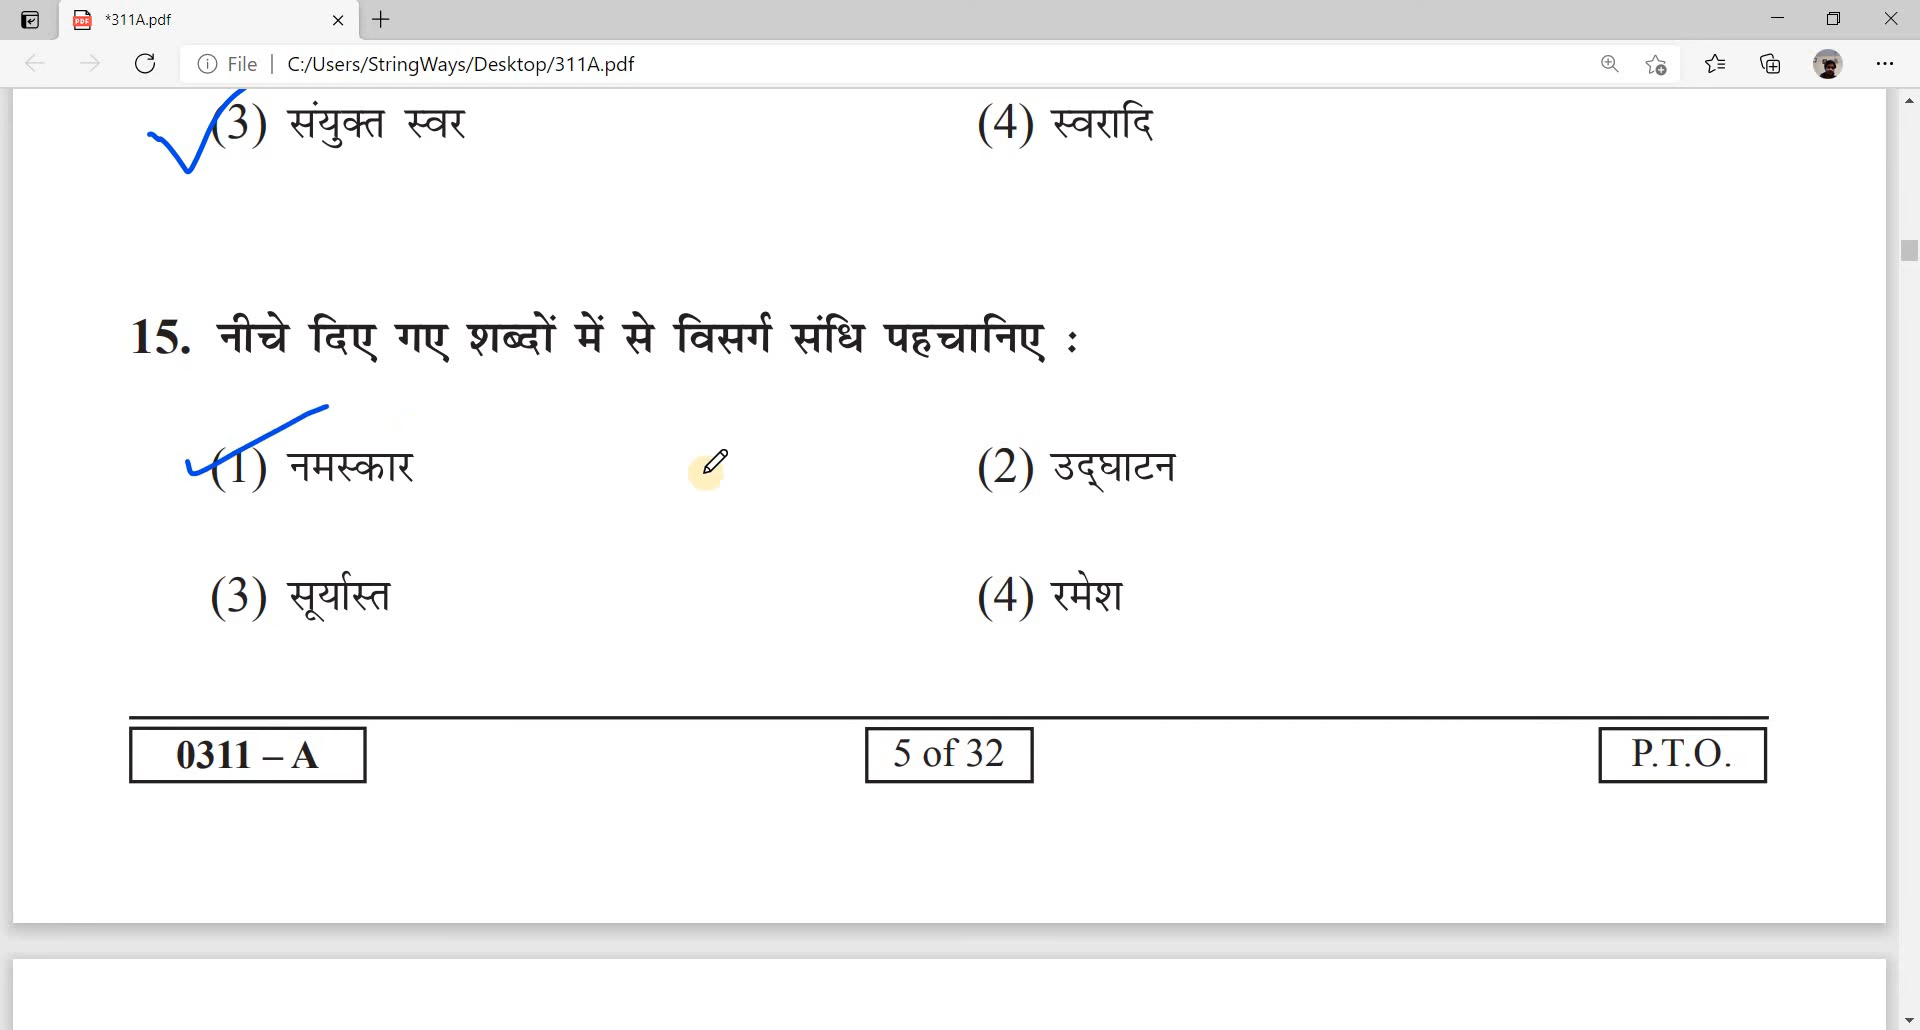 *311A.pdf
File | C:/Users/StringWays/Desktop/311A.pdf
(3) संयुक्त स्वर (4) स्वरादि
15. नीचे दिए गए शब्दों में से विसर्ग संधि पहचानिए :
(1) नमस्कार (2) उद्‌घाटन
(3) सूर्यास्त (4) रमेश
0311 – A 5 of 32 P.T.O.